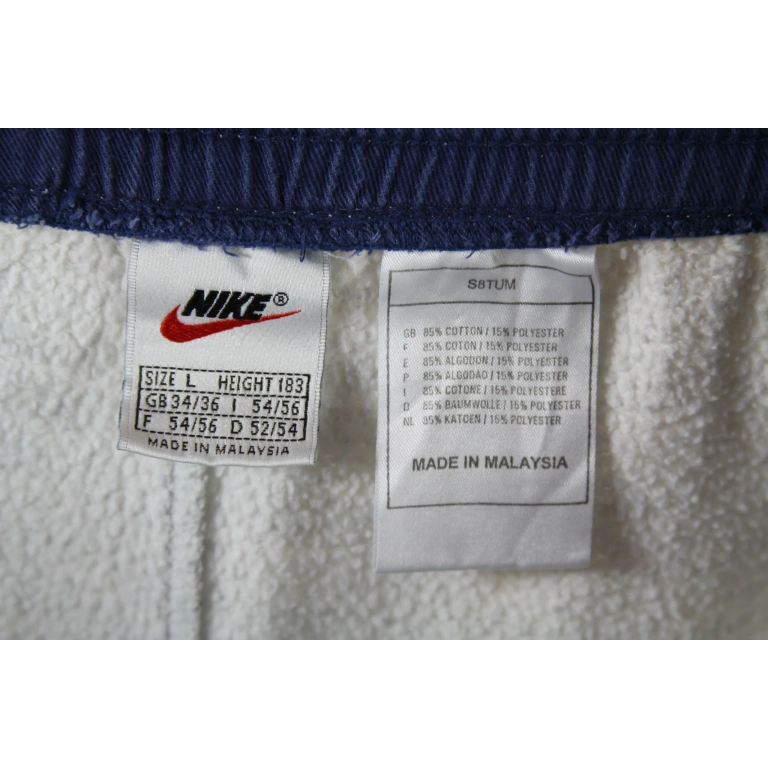 NIKE®
SIZE L HEIGHT 183
GB 34/36 I 54/56
F 54/56 D 52/54
MADE IN MALAYSIA
S8TUM
GB 85% COTTON / 15% POLYESTER
F 85% COTON / 15% POLYESTER
E 85% ALGODON / 15% POLYESTER
P 85% ALGODAO / 15% POLYESTER
I 85% COTONE / 15% POLYESTERE
D 85% BAUMWOLLE / 15% POLYESTER
NL 85% KATOEN / 15% POLYESTER
MADE IN MALAYSIA